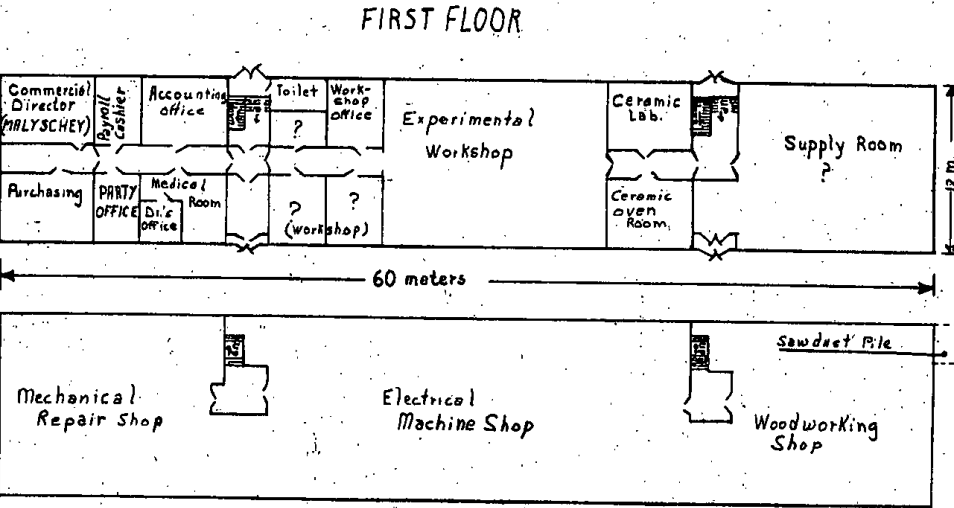 FIRST FLOOR
Commercial
Director
(MALYSCHEY)
Payroll
Cashier
Accounting
office
Toilet
?
Work-
shop
office
Experimental
Workshop
Ceramic
Lab.
Supply Room
?
Purchasing
PARTY
OFFICE
Medical
Room
Dr.'s
Office
?
?
(workshop)
Ceramic
oven
Room
12 m
60 meters
Sawdust Pile
Mechanical
Repair Shop
Electrical
Machine Shop
Woodworking
Shop